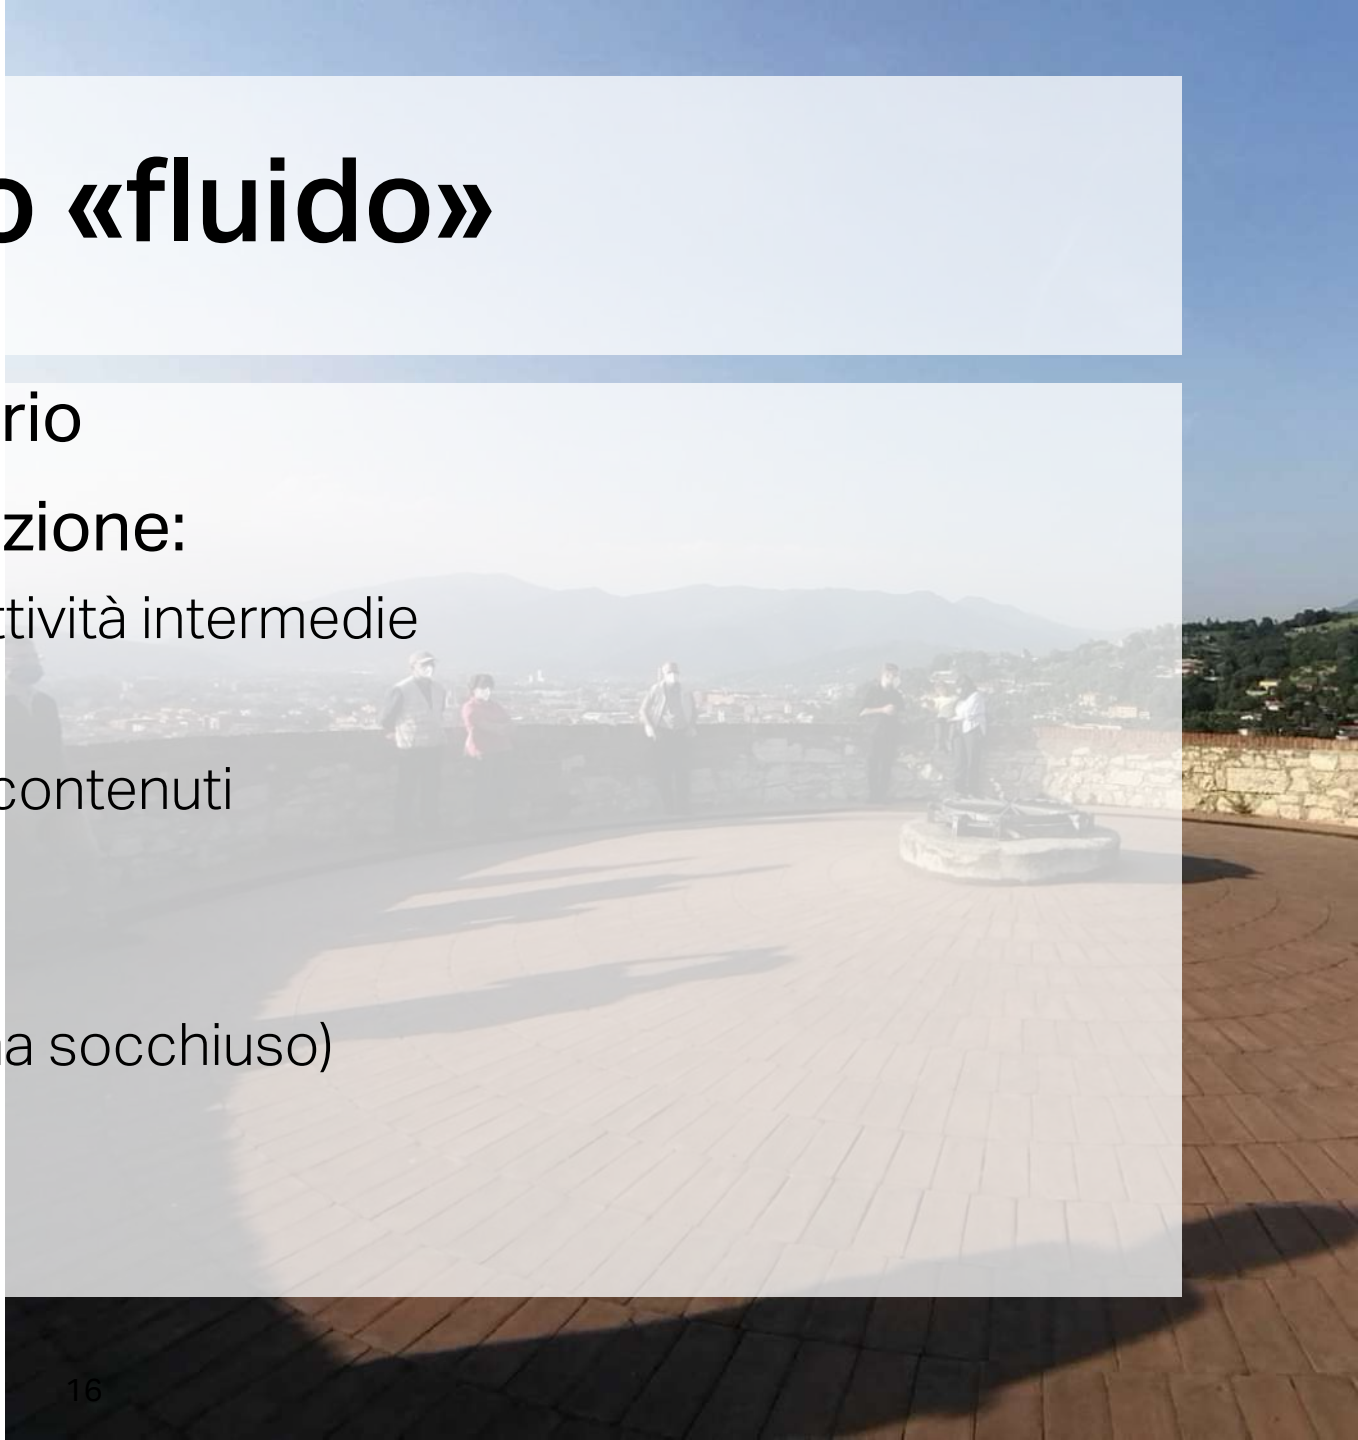 o «fluido»
rio
zione:
ttività intermedie
contenuti
a socchiuso)
16